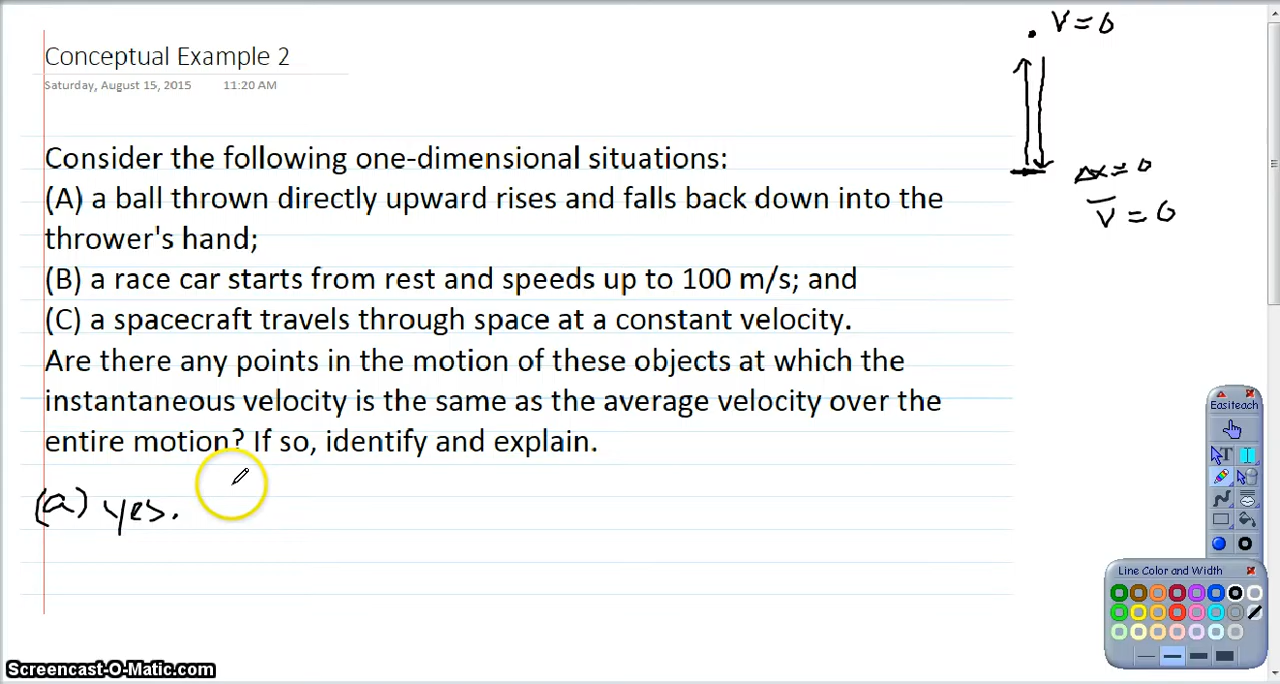 Conceptual Example 2
Saturday, August 15, 2015 11:20 AM
V = 0
Δx = 0
V̅ = 0
Consider the following one-dimensional situations:
(A) a ball thrown directly upward rises and falls back down into the
thrower's hand;
(B) a race car starts from rest and speeds up to 100 m/s; and
(C) a spacecraft travels through space at a constant velocity.
Are there any points in the motion of these objects at which the
instantaneous velocity is the same as the average velocity over the
entire motion? If so, identify and explain.
(a) yes.
Easiteach
T
Line Color and Width
Screencast-O-Matic.com